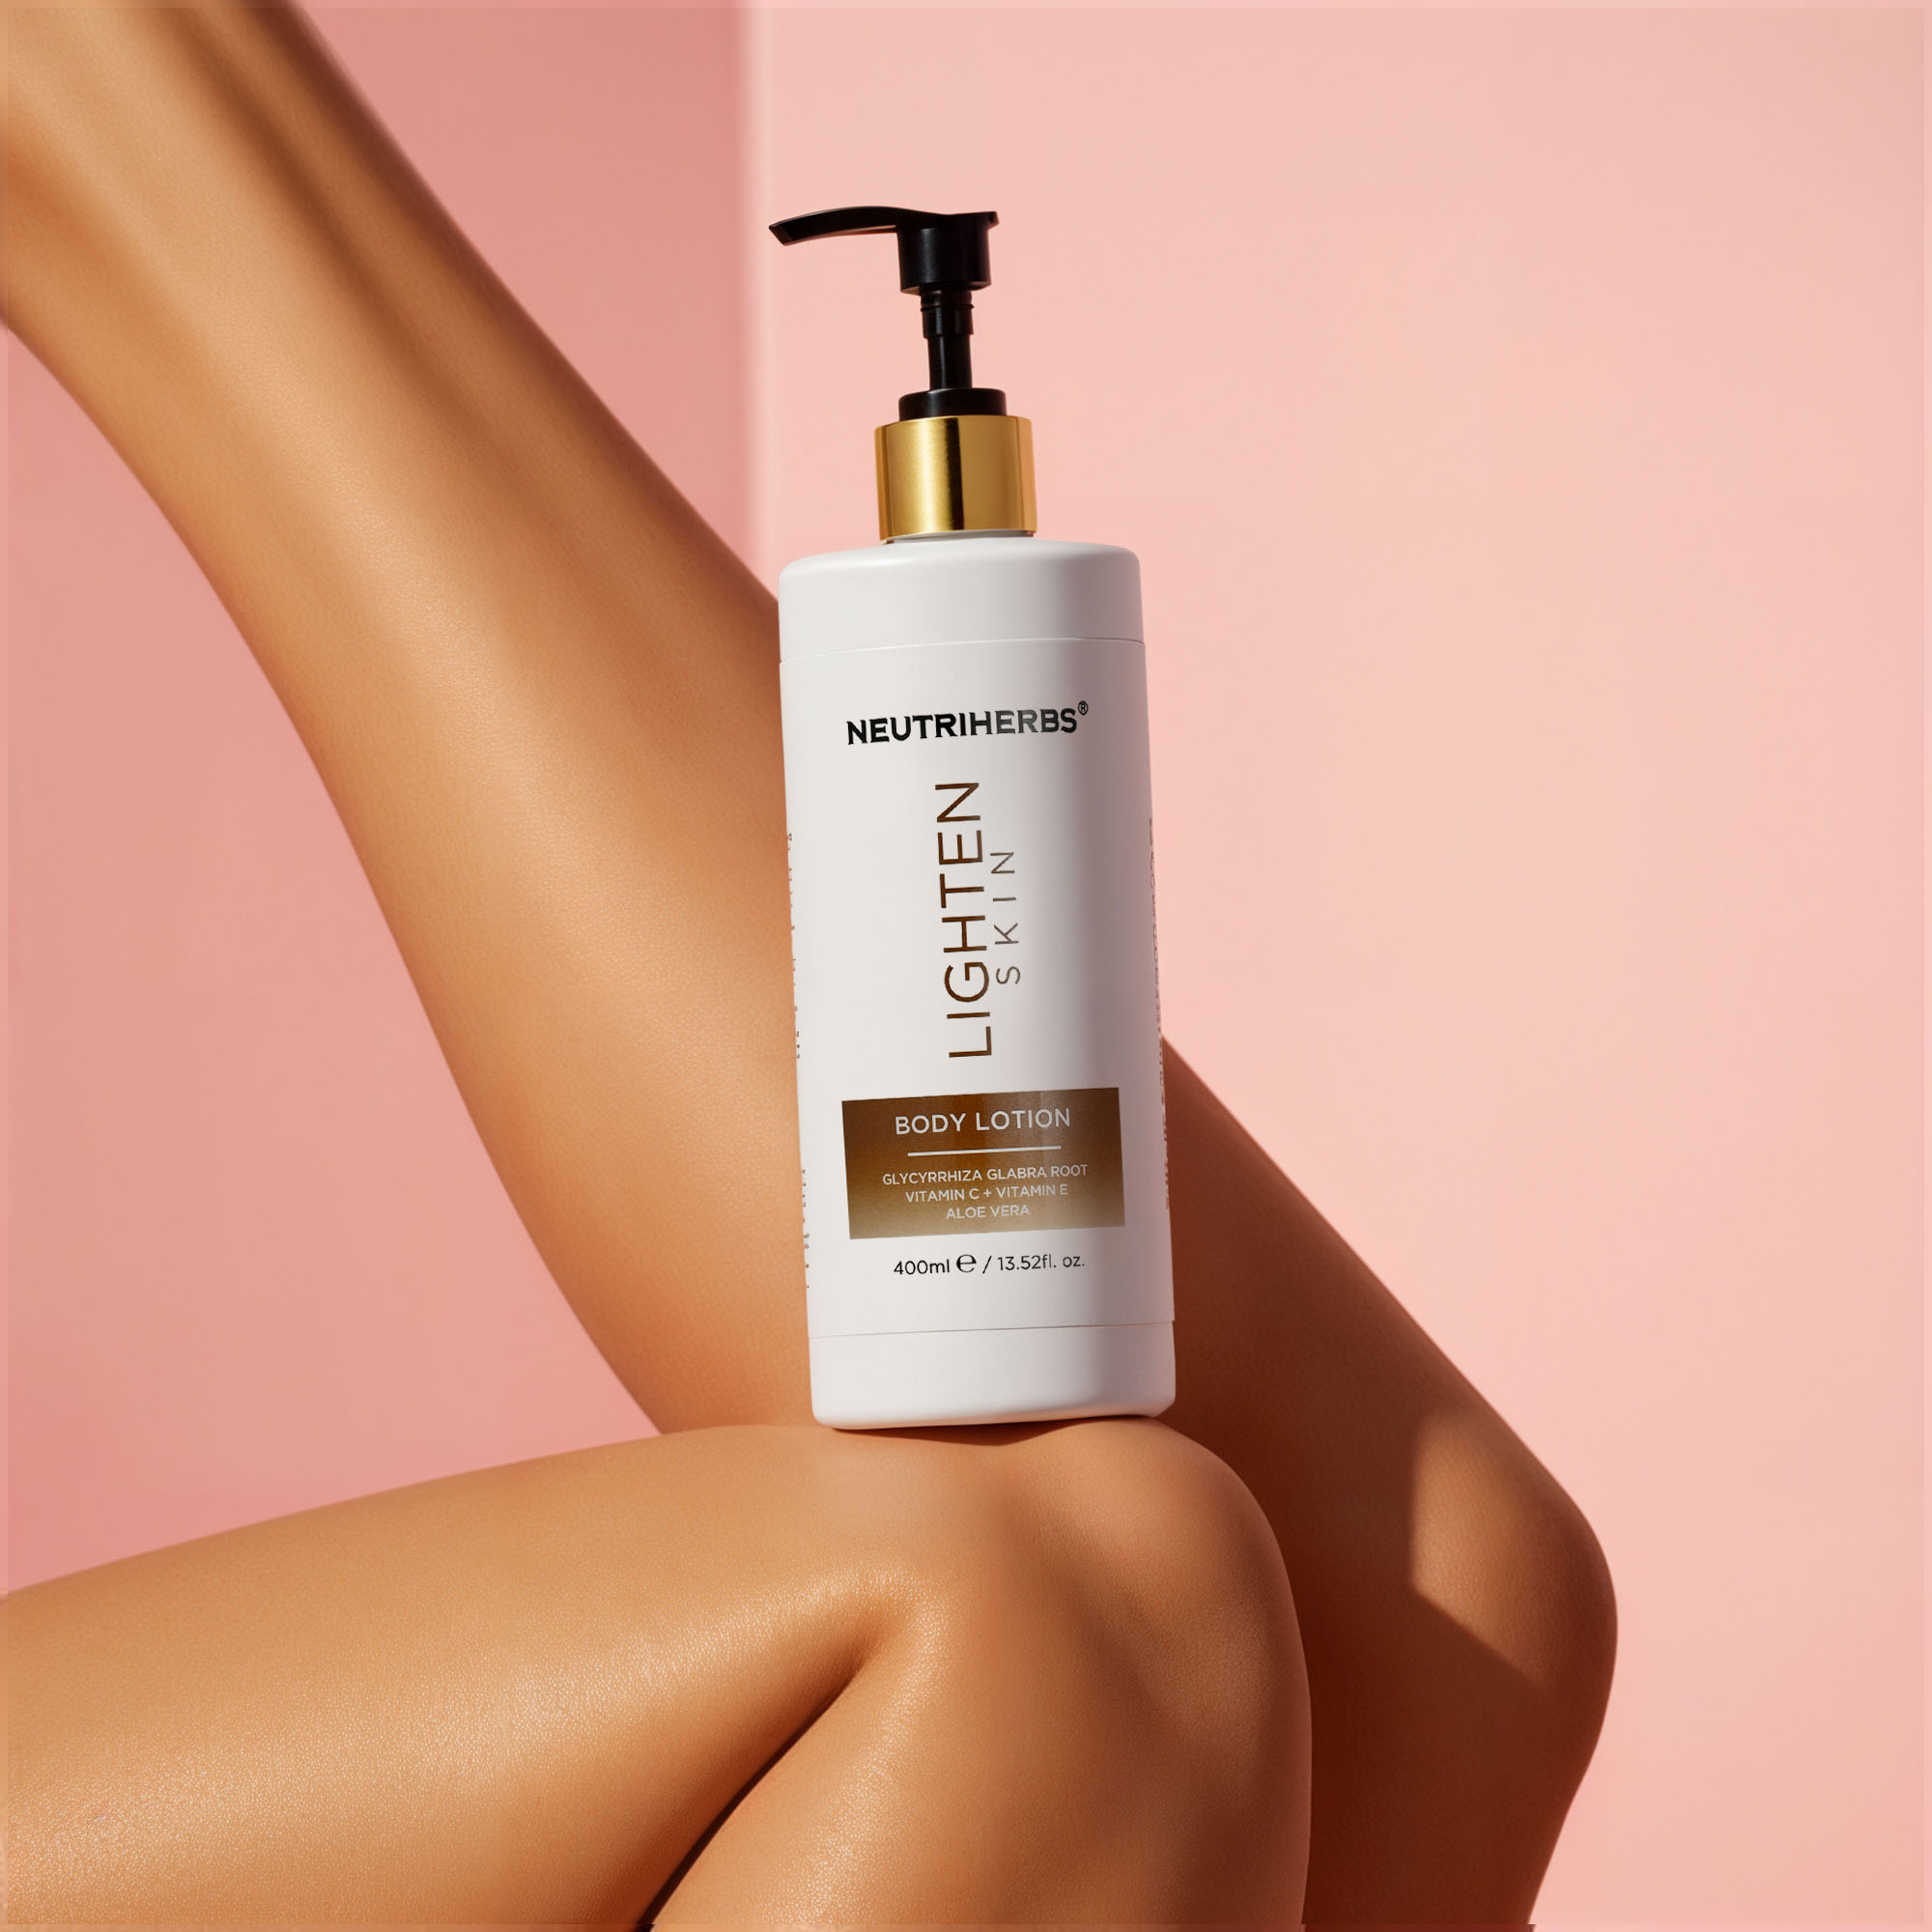 NEUTRIHERBS®
LIGHTEN
SKIN
BODY LOTION
GLYCYRRHIZA GLABRA ROOT
VITAMIN C + VITAMIN E
ALOE VERA
400ml ℮ / 13.52fl. oz.